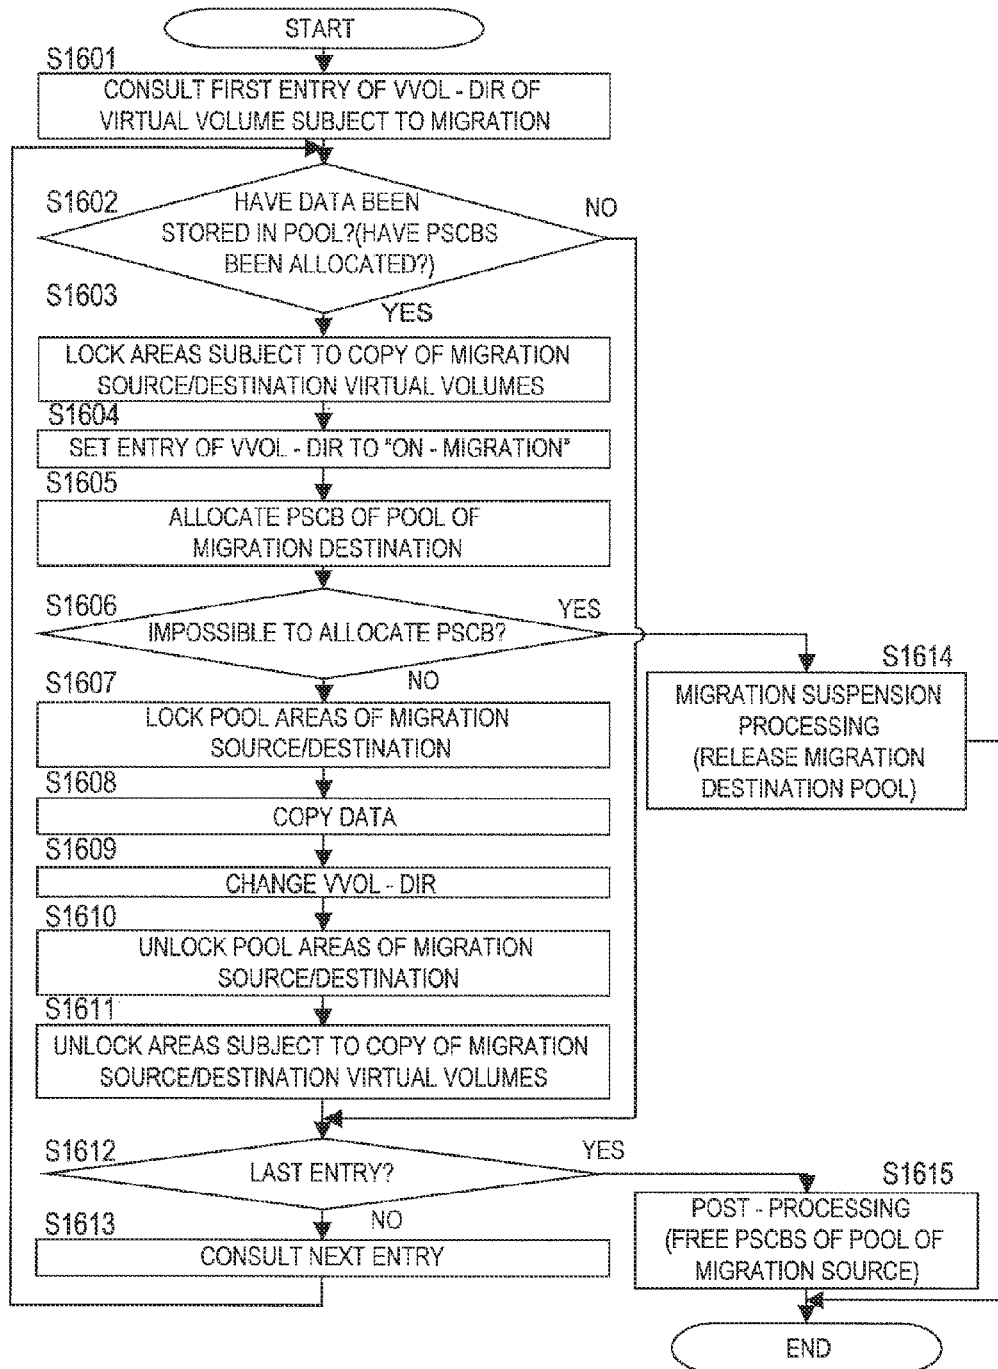 START
S1601
CONSULT FIRST ENTRY OF VVOL - DIR OF
VIRTUAL VOLUME SUBJECT TO MIGRATION
S1602
HAVE DATA BEEN
STORED IN POOL?(HAVE PSCBS
BEEN ALLOCATED?)
NO
S1603
YES
LOCK AREAS SUBJECT TO COPY OF MIGRATION
SOURCE/DESTINATION VIRTUAL VOLUMES
S1604
SET ENTRY OF VVOL - DIR TO "ON - MIGRATION"
S1605
ALLOCATE PSCB OF POOL OF
MIGRATION DESTINATION
S1606
IMPOSSIBLE TO ALLOCATE PSCB?
YES
NO
S1614
MIGRATION SUSPENSION
PROCESSING
(RELEASE MIGRATION
DESTINATION POOL)
S1607
LOCK POOL AREAS OF MIGRATION
SOURCE/DESTINATION
S1608
COPY DATA
S1609
CHANGE VVOL - DIR
S1610
UNLOCK POOL AREAS OF MIGRATION
SOURCE/DESTINATION
S1611
UNLOCK AREAS SUBJECT TO COPY OF MIGRATION
SOURCE/DESTINATION VIRTUAL VOLUMES
S1612
LAST ENTRY?
YES
NO
S1613
CONSULT NEXT ENTRY
S1615
POST - PROCESSING
(FREE PSCBS OF POOL OF
MIGRATION SOURCE)
END